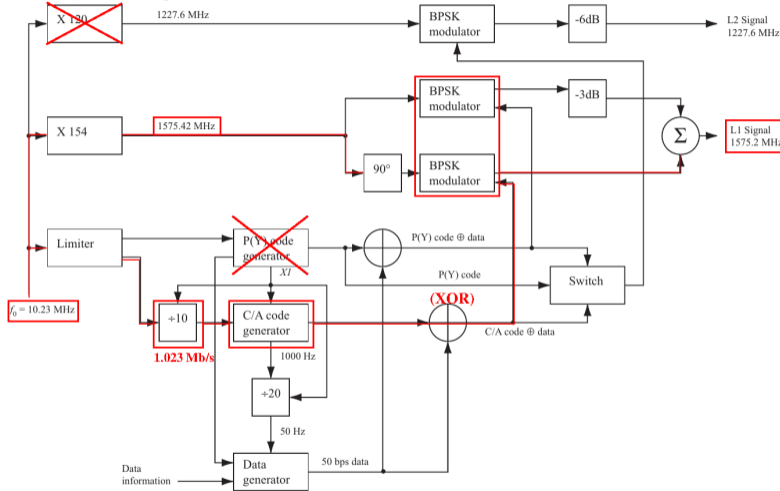 X 120
1227.6 MHz
BPSK
modulator
-6dB
L2 Signal
1227.6 MHz
BPSK
modulator
-3dB
X 154
1575.42 MHz
Σ
L1 Signal
1575.2 MHz
90°
BPSK
modulator
Limiter
P(Y) code
generator
P(Y) code ⊕ data
X1
P(Y) code
Switch
f0 = 10.23 MHz
÷10
C/A code
generator
(XOR)
C/A code ⊕ data
1.023 Mb/s
1000 Hz
÷20
50 Hz
Data
information
Data
generator
50 bps data